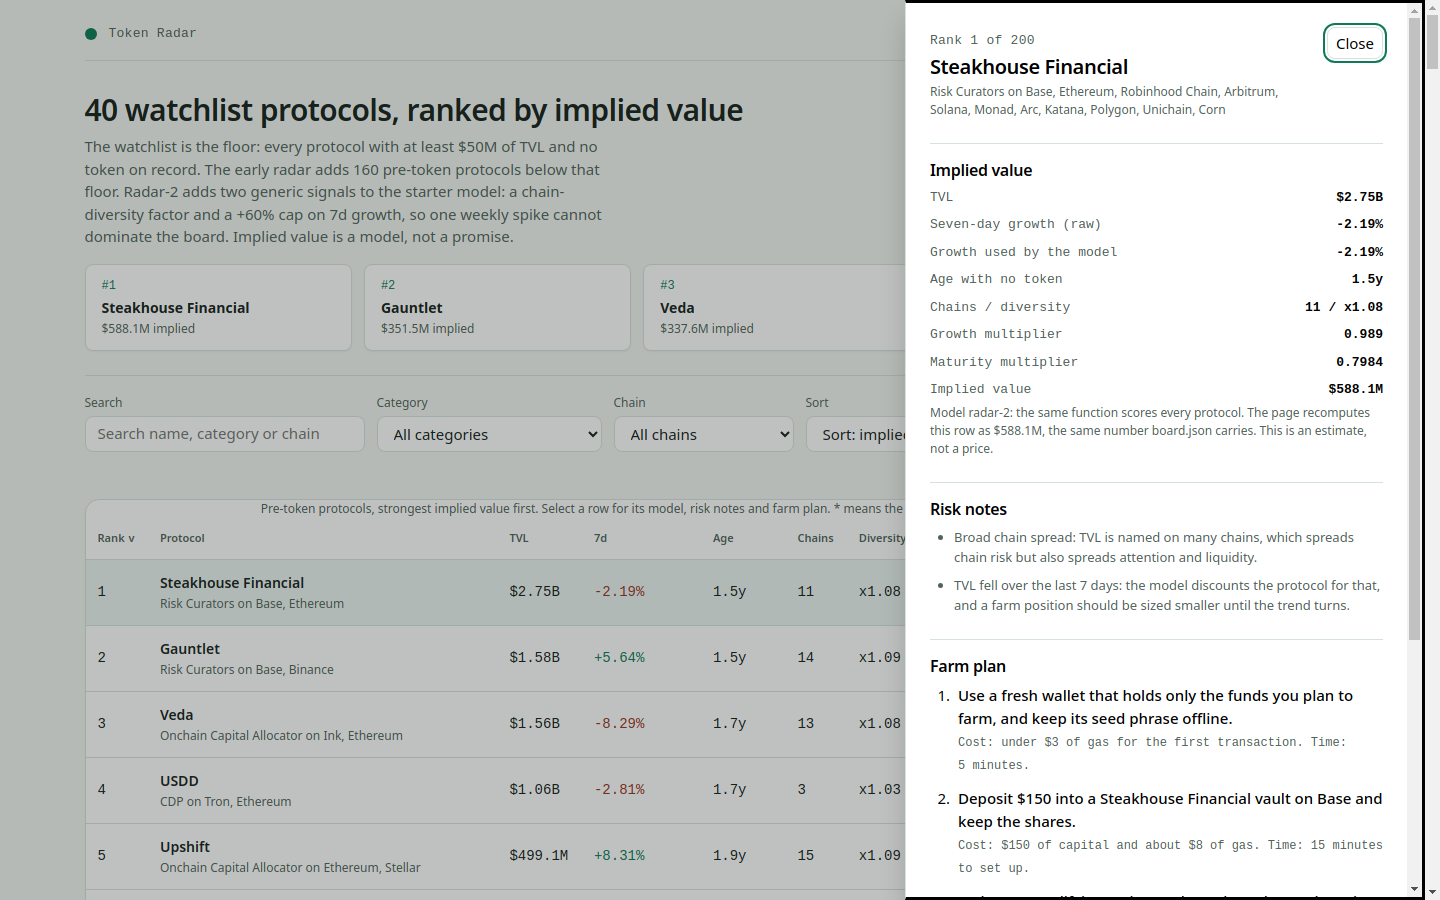 Token Radar
40 watchlist protocols, ranked by implied value
The watchlist is the floor: every protocol with at least $50M of TVL and no
token on record. The early radar adds 160 pre-token protocols below that
floor. Radar-2 adds two generic signals to the starter model: a chain-
diversity factor and a +60% cap on 7d growth, so one weekly spike cannot
dominate the board. Implied value is a model, not a promise.
#1
Steakhouse Financial
$588.1M implied
#2
Gauntlet
$351.5M implied
#3
Veda
$337.6M implied
Search
Category
Chain
Sort
Search name, category or chain
All categories
All chains
Sort: implie
Pre-token protocols, strongest implied value first. Select a row for its model, risk notes and farm plan. * means the
Rank v Protocol TVL 7d Age Chains Diversity
1 Steakhouse Financial $2.75B -2.19% 1.5y 11 x1.08
Risk Curators on Base, Ethereum
2 Gauntlet $1.58B +5.64% 1.5y 14 x1.09
Risk Curators on Base, Binance
3 Veda $1.56B -8.29% 1.7y 13 x1.08
Onchain Capital Allocator on Ink, Ethereum
4 USDD $1.06B -2.81% 1.7y 3 x1.03
CDP on Tron, Ethereum
5 Upshift $499.1M +8.31% 1.9y 15 x1.09
Onchain Capital Allocator on Ethereum, Stellar
Rank 1 of 200
Close
Steakhouse Financial
Risk Curators on Base, Ethereum, Robinhood Chain, Arbitrum,
Solana, Monad, Arc, Katana, Polygon, Unichain, Corn
Implied value
TVL $2.75B
Seven-day growth (raw) -2.19%
Growth used by the model -2.19%
Age with no token 1.5y
Chains / diversity 11 / x1.08
Growth multiplier 0.989
Maturity multiplier 0.7984
Implied value $588.1M
Model radar-2: the same function scores every protocol. The page recomputes
this row as $588.1M, the same number board.json carries. This is an estimate,
not a price.
Risk notes
Broad chain spread: TVL is named on many chains, which spreads
chain risk but also spreads attention and liquidity.
TVL fell over the last 7 days: the model discounts the protocol for that,
and a farm position should be sized smaller until the trend turns.
Farm plan
1. Use a fresh wallet that holds only the funds you plan to
farm, and keep its seed phrase offline.
Cost: under $3 of gas for the first transaction. Time:
5 minutes.
2. Deposit $150 into a Steakhouse Financial vault on Base and
keep the shares.
Cost: $150 of capital and about $8 of gas. Time: 15 minutes
to set up.